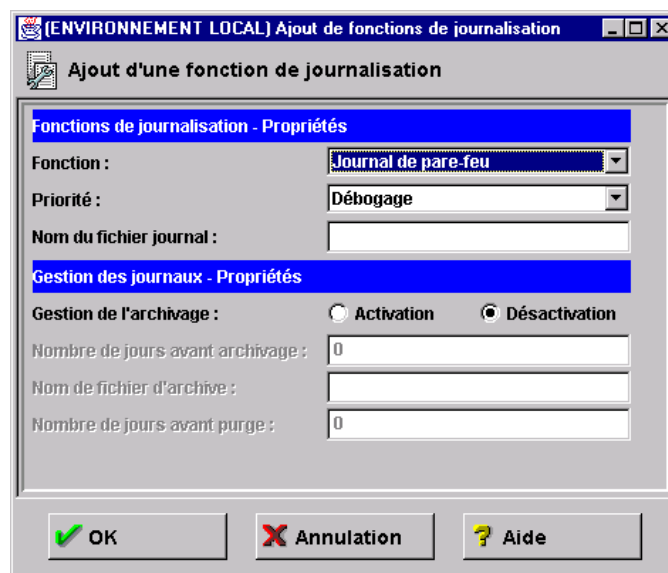 (ENVIRONNEMENT LOCAL) Ajout de fonctions de journalisation
Ajout d'une fonction de journalisation
Fonctions de journalisation - Propriétés
Fonction : Journal de pare-feu
Priorité : Débogage
Nom du fichier journal :
Gestion des journaux - Propriétés
Gestion de l'archivage : Activation Désactivation
Nombre de jours avant archivage : 0
Nom de fichier d'archive :
Nombre de jours avant purge : 0
OK Annulation Aide